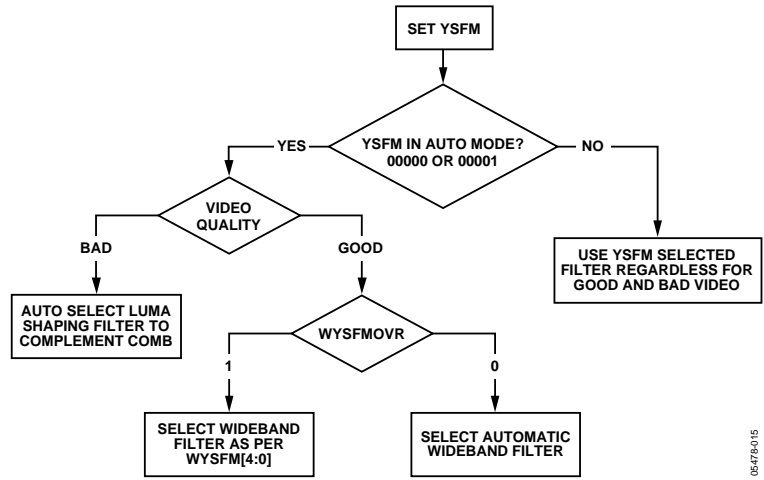 SET YSFM
YSFM IN AUTO MODE?
00000 OR 00001
YES
NO
VIDEO
QUALITY
BAD
GOOD
USE YSFM SELECTED
FILTER REGARDLESS FOR
GOOD AND BAD VIDEO
AUTO SELECT LUMA
SHAPING FILTER TO
COMPLEMENT COMB
WYSFMOVR
1
0
SELECT WIDEBAND
FILTER AS PER
WYSFM[4:0]
SELECT AUTOMATIC
WIDEBAND FILTER
05478-015